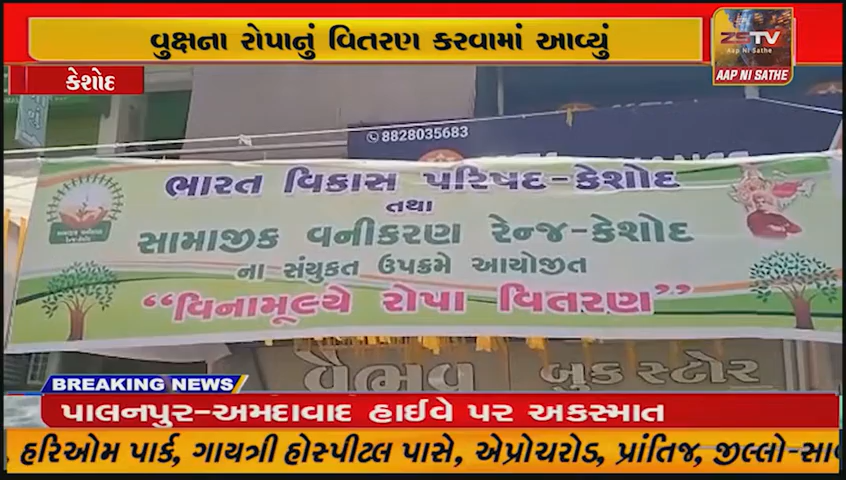 વુક્ષના રોપાનું વિતરણ કરવામાં આવ્યું
ZSTV
Aap Ni Sathe
AAP NI SATHE
કેશોદ
8828035683
ભારત વિકાસ પરિષદ-કેશોદ
તથા
સામાજીક વનીકરણ રેન્જ-કેશોદ
ના સંયુકત ઉપક્રમે આયોજીત
“વિનામૂલ્યે રોપા વિતરણ”
વૈભવ બુક સ્ટોર
BREAKING NEWS
પાલનપુર-અમદાવાદ હાઈવે પર અકસ્માત
હરિઓમ પાર્ક, ગાયત્રી હોસ્પીટલ પાસે, એપ્રોચરોડ, પ્રાંતિજ, જીલ્લો-સા